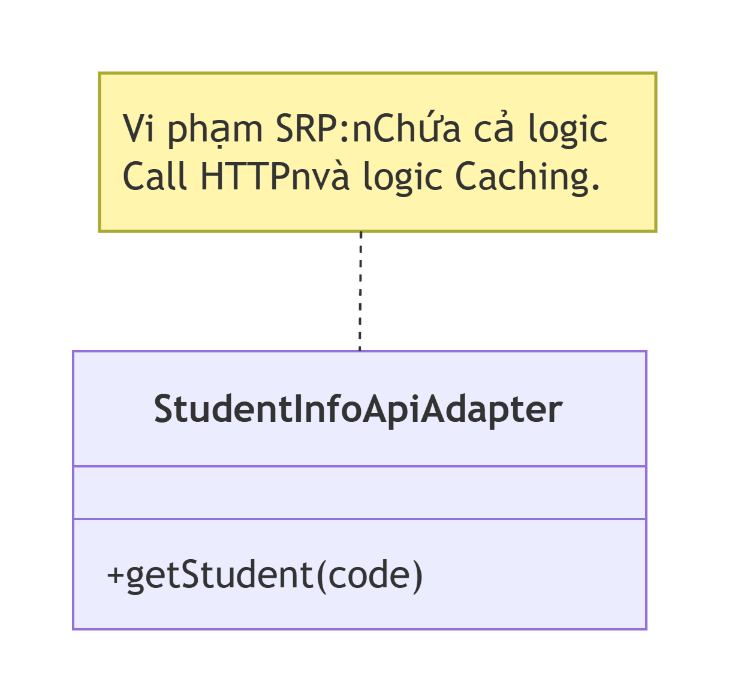 Vi phạm SRP:nChứa cả logic
Call HTTPnvà logic Caching.
StudentInfoApiAdapter
+getStudent(code)